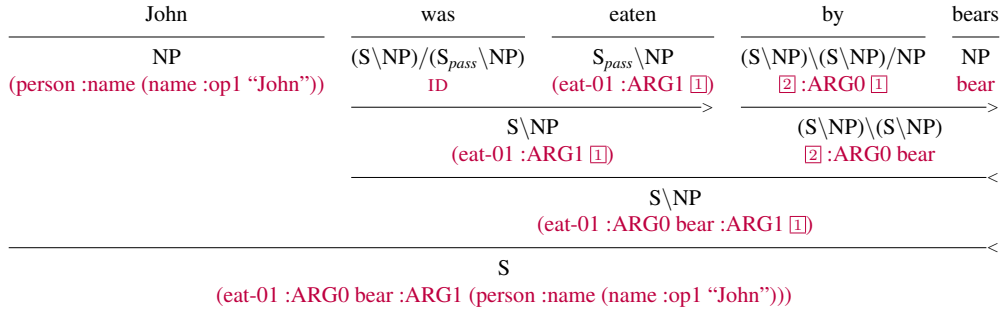 John was eaten by bears
NP (S\NP)/(S_pass\NP) S_pass\NP (S\NP)\(S\NP)/NP NP
(person :name (name :op1 “John”)) ID (eat-01 :ARG1 1) 2 :ARG0 1 bear
> >
S\NP (S\NP)\(S\NP)
(eat-01 :ARG1 1) 2 :ARG0 bear
<
S\NP
(eat-01 :ARG0 bear :ARG1 1)
<
S
(eat-01 :ARG0 bear :ARG1 (person :name (name :op1 “John”)))